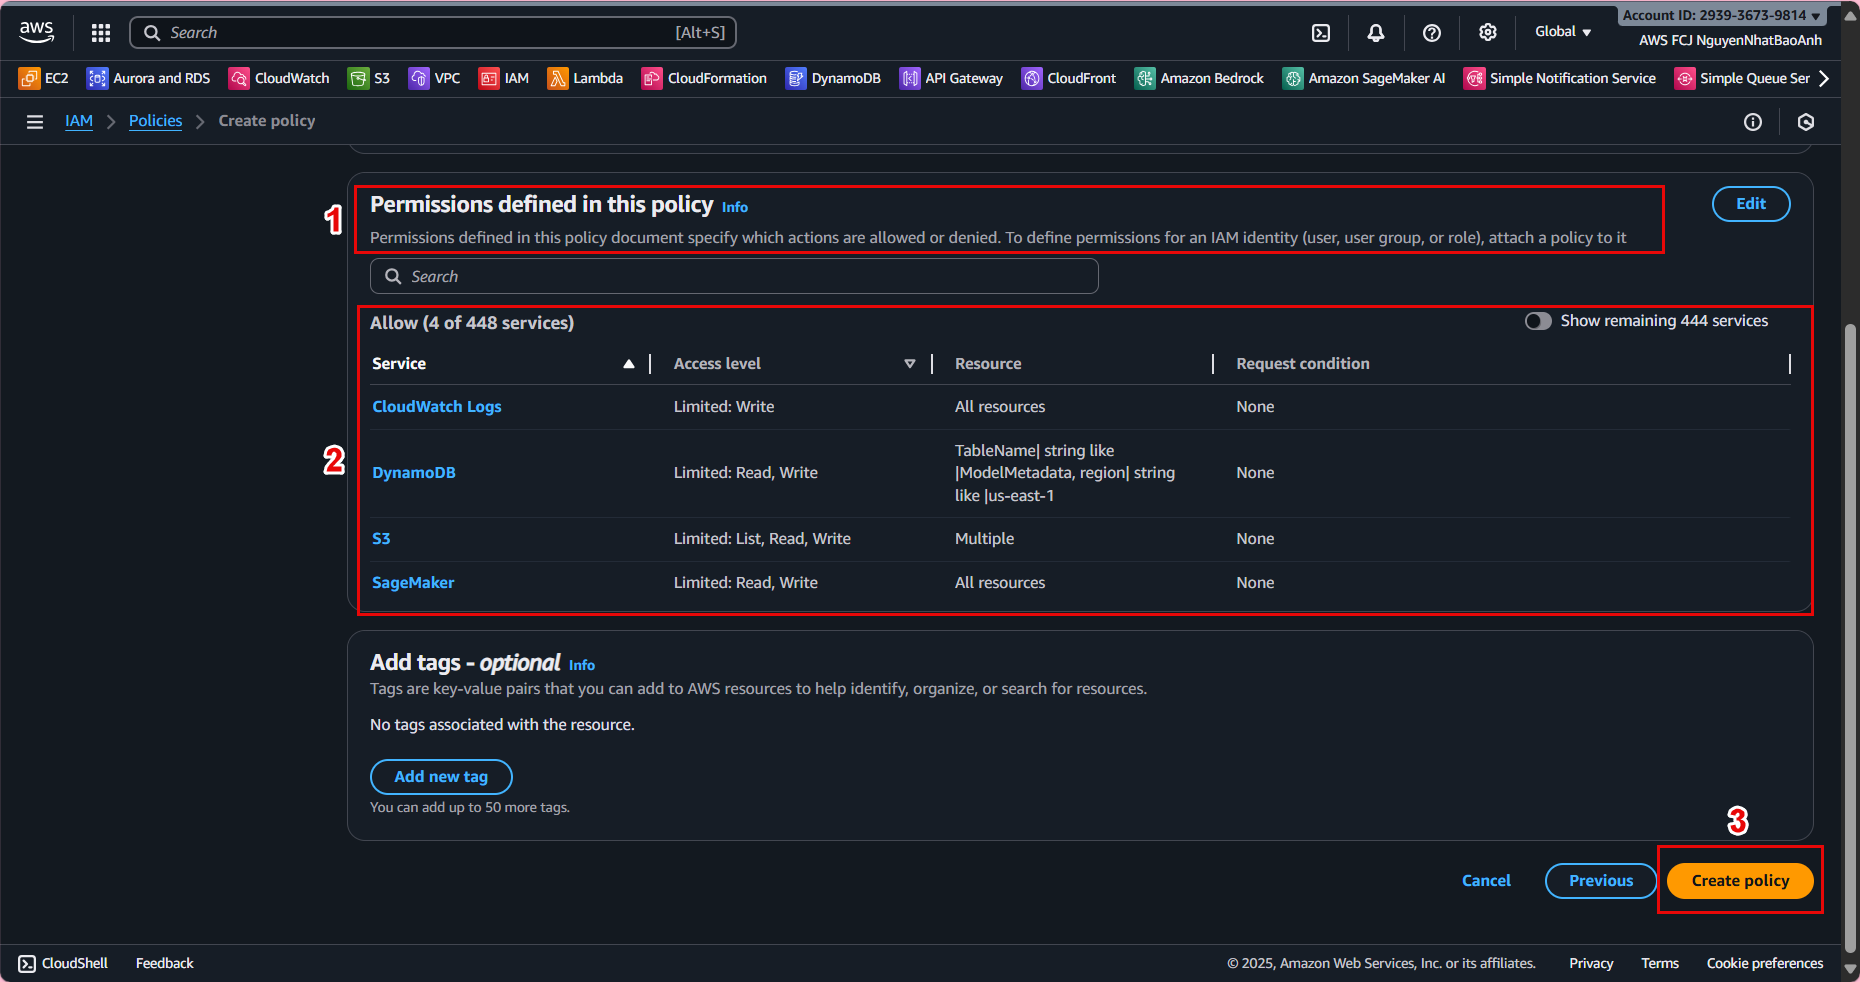 aws
Search [Alt+S]
Global
Account ID: 2939-3673-9814
AWS FCJ NguyenNhatBaoAnh
EC2 Aurora and RDS CloudWatch S3 VPC IAM Lambda CloudFormation DynamoDB API Gateway CloudFront Amazon Bedrock Amazon SageMaker AI Simple Notification Service Simple Queue Ser
IAM Policies Create policy
1
Permissions defined in this policy Info
Edit
Permissions defined in this policy document specify which actions are allowed or denied. To define permissions for an IAM identity (user, user group, or role), attach a policy to it
Search
Allow (4 of 448 services)
Show remaining 444 services
Service Access level Resource Request condition
CloudWatch Logs Limited: Write All resources None
2
DynamoDB Limited: Read, Write TableName| string like
|ModelMetadata, region| string
like |us-east-1
None
S3 Limited: List, Read, Write Multiple None
SageMaker Limited: Read, Write All resources None
Add tags - optional Info
Tags are key-value pairs that you can add to AWS resources to help identify, organize, or search for resources.
No tags associated with the resource.
Add new tag
You can add up to 50 more tags.
3
Cancel Previous Create policy
CloudShell Feedback © 2025, Amazon Web Services, Inc. or its affiliates. Privacy Terms Cookie preferences